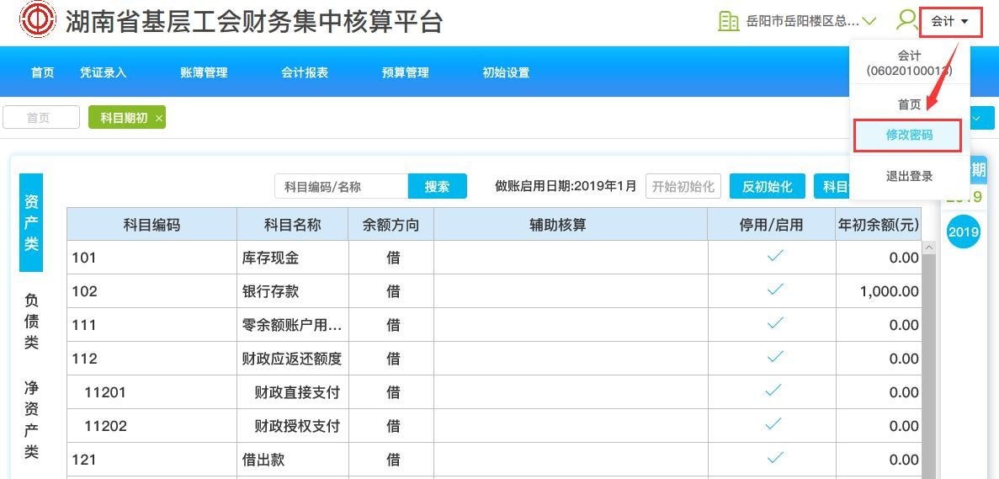 湖南省基层工会财务集中核算平台
岳阳市岳阳楼区总... 会计
会计
(06020100013)
首页
修改密码
退出登录
首页 凭证录入 账簿管理 会计报表 预算管理 初始设置
首页 科目期初 ×
科目编码/名称 搜索 做账启用日期:2019年1月 开始初始化 反初始化 科目
期
2019
2019
资产类
负债类
净资产类
科目编码 科目名称 余额方向 辅助核算 停用/启用 年初余额(元)
101 库存现金 借 0.00
102 银行存款 借 1,000.00
111 零余额账户用... 借 0.00
112 财政应返还额度 借 0.00
11201 财政直接支付 借 0.00
11202 财政授权支付 借 0.00
121 借出款 借 0.00